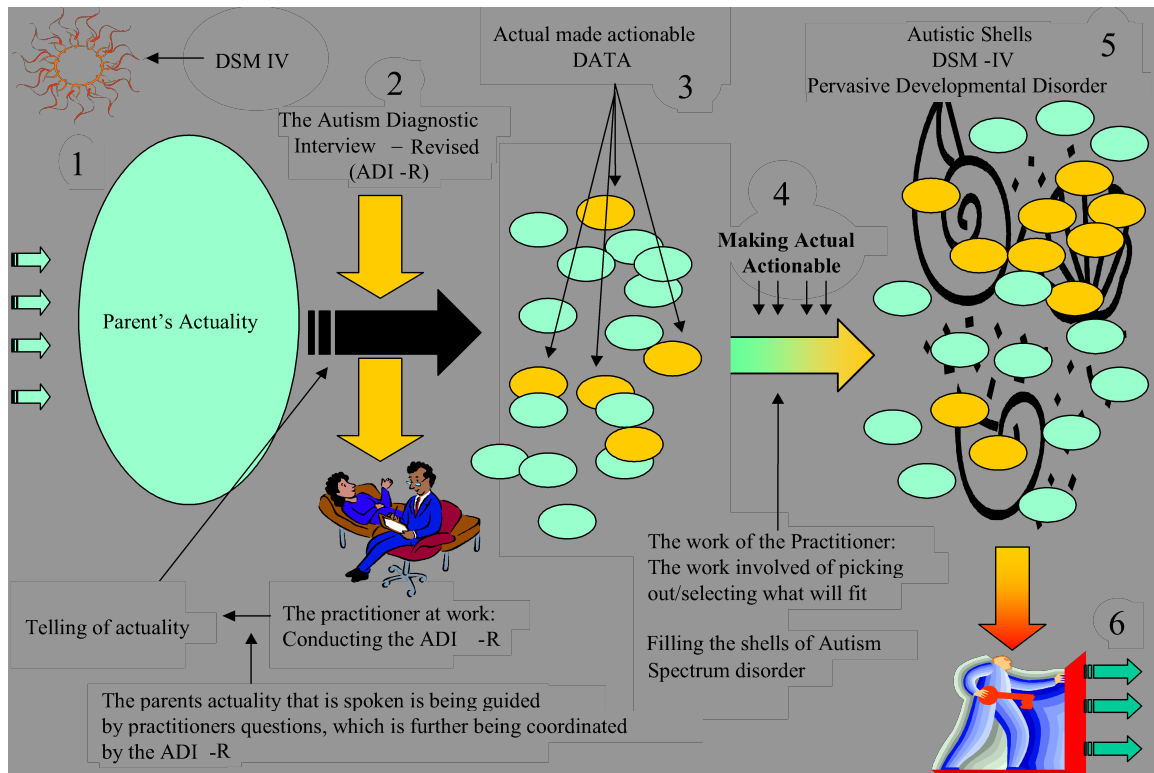 DSM IV
1
Parent's Actuality
2
The Autism Diagnostic
Interview – Revised
(ADI -R)
Actual made actionable
DATA
3
4
Making Actual
Actionable
Autistic Shells
DSM -IV
Pervasive Developmental Disorder
5
Telling of actuality
The practitioner at work:
Conducting the ADI -R
The parents actuality that is spoken is being guided
by practitioners questions, which is further being coordinated
by the ADI -R
The work of the Practitioner:
The work involved of picking
out/selecting what will fit
Filling the shells of Autism
Spectrum disorder
6